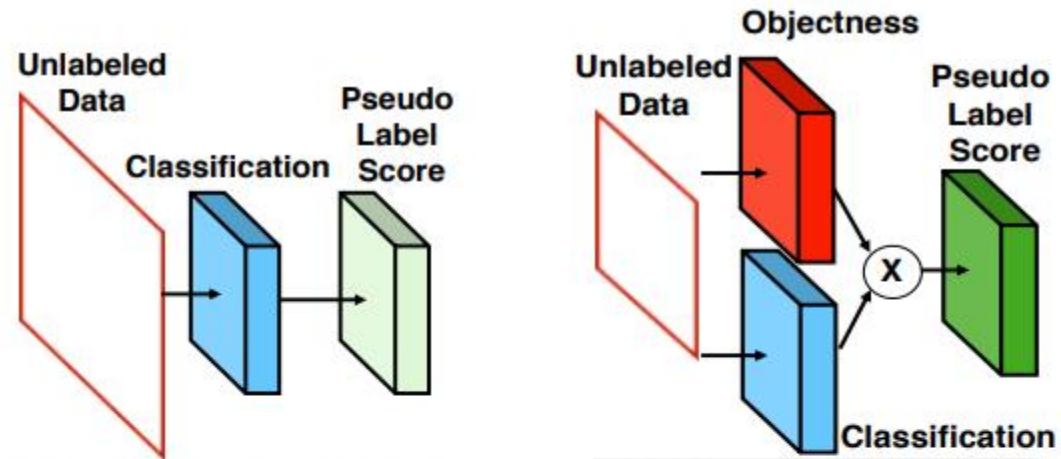 Unlabeled
Data
Classification
Pseudo
Label
Score
Objectness
Unlabeled
Data
X
Pseudo
Label
Score
Classification